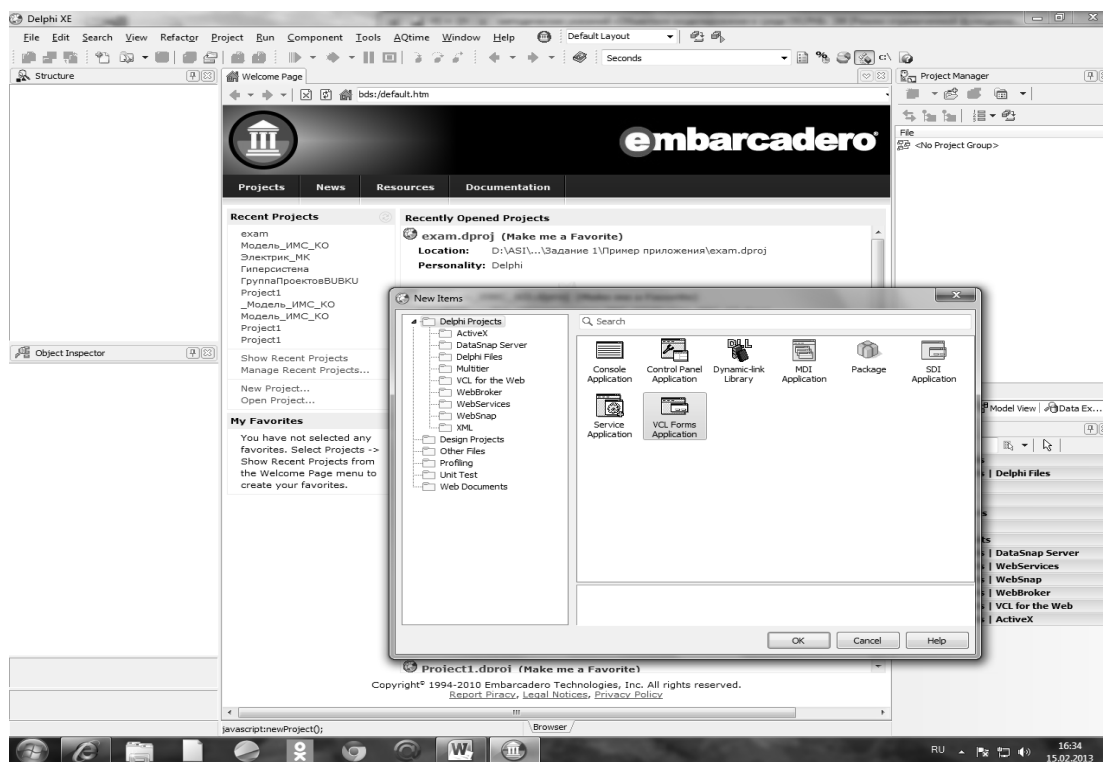 Delphi XE
File Edit Search View Refactor Project Run Component Tools AQtime Window Help Default Layout
Seconds
Structure
Welcome Page
Project Manager
bds:/default.htm
File
<No Project Group>
embarcadero
Projects News Resources Documentation
Recent Projects
exam
Модель_ИМС_КО
Электрик_МК
Гиперсистема
ГруппаПроектовBUBKU
Project1
_Модель_ИМС_КО
Модель_ИМС_КО
Project1
Project1
Show Recent Projects
Manage Recent Projects...
New Project...
Open Project...
My Favorites
You have not selected any
favorites. Select Projects ->
Show Recent Projects from
the Welcome Page menu to
create your favorites.
Recently Opened Projects
exam.dproj (Make me a Favorite)
Location: D:\ASI\...\Задание 1\Пример приложения\exam.dproj
Personality: Delphi
Object Inspector
New Items
Delphi Projects
ActiveX
DataSnap Server
Delphi Files
Multitier
VCL for the Web
WebBroker
WebServices
WebSnap
XML
Design Projects
Other Files
Profiling
Unit Test
Web Documents
Search
Console Application
Control Panel Application
Dynamic-link Library
MDI Application
Package
SDI Application
Service Application
VCL Forms Application
OK Cancel Help
Model View Data Ex...
| Delphi Files
| DataSnap Server
| WebServices
| WebSnap
| WebBroker
| VCL for the Web
| ActiveX
Project1.dproj (Make me a Favorite)
Copyright© 1994-2010 Embarcadero Technologies, Inc. All rights reserved.
Report Piracy, Legal Notices, Privacy Policy
javascript:newProject();
Browser
RU
16:34
15.02.2013